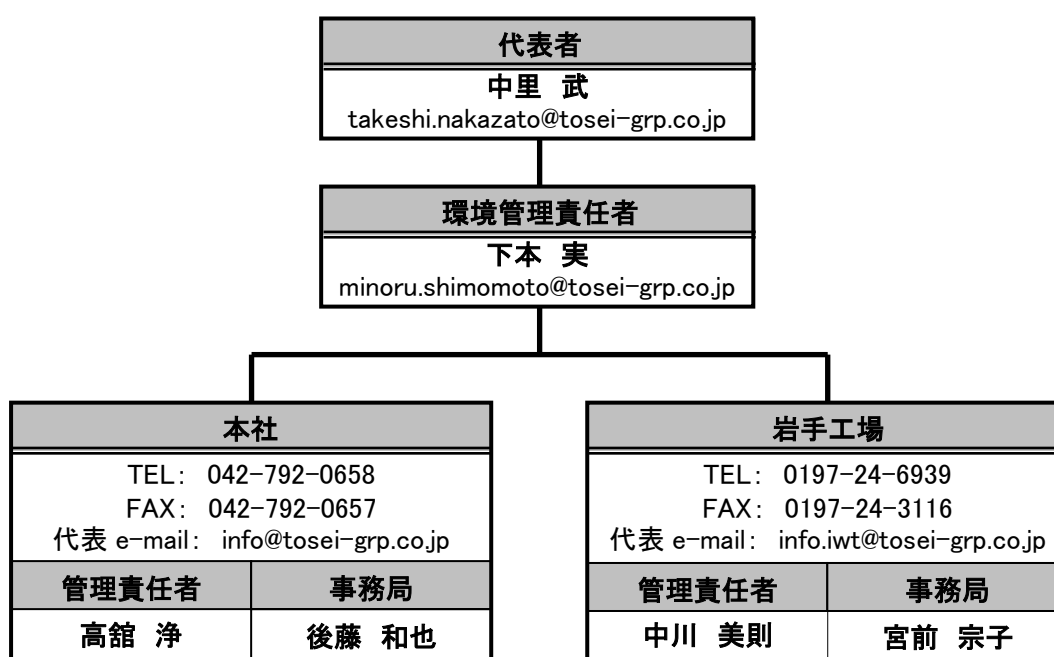 代表者
中里 武
takeshi.nakazato@tosei-grp.co.jp
環境管理責任者
下本 実
minoru.shimomoto@tosei-grp.co.jp
本社
TEL: 042-792-0658
FAX: 042-792-0657
代表 e-mail: info@tosei-grp.co.jp
管理責任者 事務局
高舘 浄 後藤 和也
岩手工場
TEL: 0197-24-6939
FAX: 0197-24-3116
代表 e-mail: info.iwt@tosei-grp.co.jp
管理責任者 事務局
中川 美則 宮前 宗子